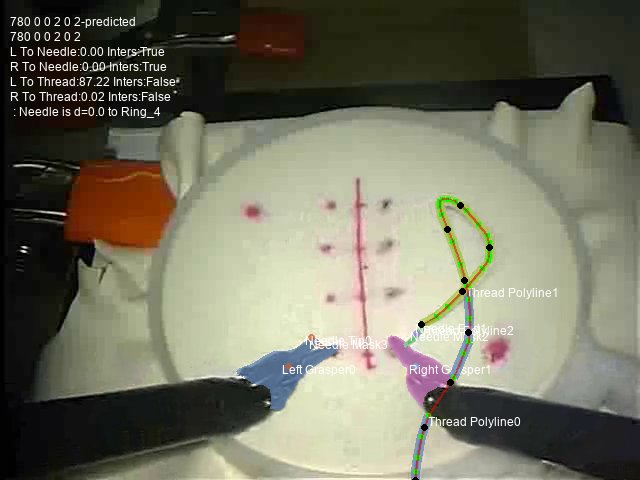 780 0 0 2 0 2-predicted
780 0 0 2 0 2
L To Needle:0.00 Inters:True
R To Needle:0.00 Inters:True
L To Thread:87.22 Inters:False
R To Thread:0.02 Inters:False
: Needle is d=0.0 to Ring_4
Thread Polyline1
Needle Mask3
Needle Mask2
Left Grasper0
Right Grasper1
Thread Polyline0